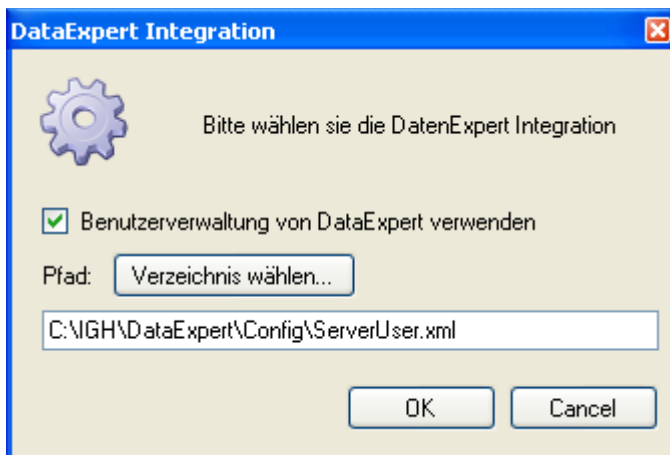 DataExpert Integration
Bitte wählen sie die DatenExpert Integration
Benutzerverwaltung von DataExpert verwenden
Pfad: Verzeichnis wählen...
C:\IGH\DataExpert\Config\ServerUser.xml
OK Cancel